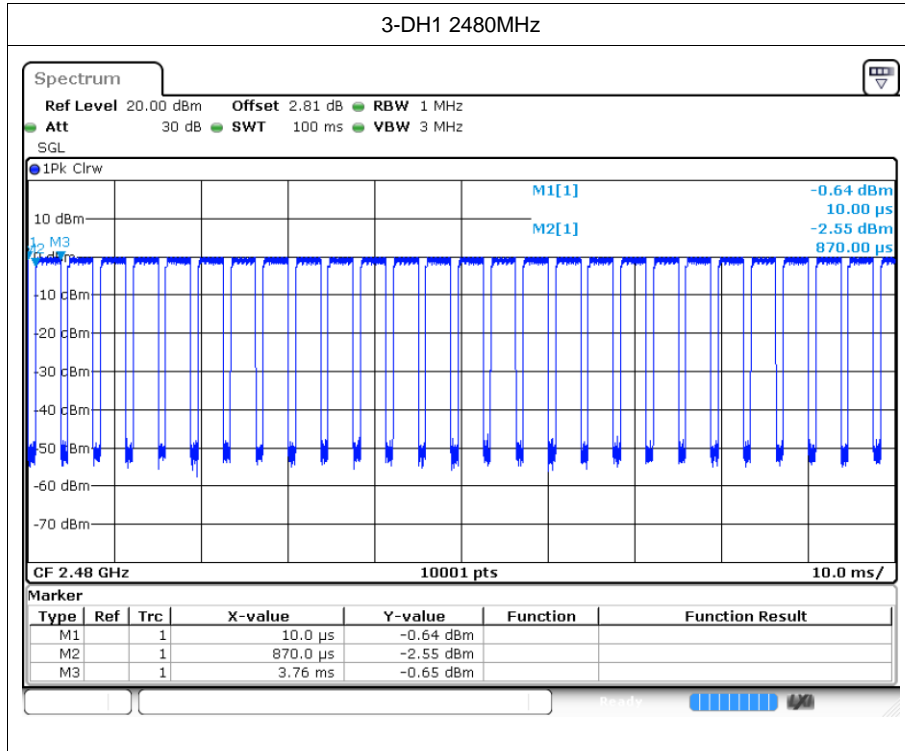 3-DH1 2480MHz
Spectrum
Ref Level 20.00 dBm Offset 2.81 dB RBW 1 MHz
Att 30 dB SWT 100 ms VBW 3 MHz
SGL
1Pk Clrw
M1[1] -0.64 dBm
10.00 µs
10 dBm
M2[1] -2.55 dBm
M3
870.00 µs
-10 dBm
-20 dBm
-30 dBm
-40 dBm
-50 dBm
-60 dBm
-70 dBm
CF 2.48 GHz 10001 pts 10.0 ms/
Marker
Type Ref Trc X-value Y-value Function Function Result
M1 1 10.0 µs -0.64 dBm
M2 1 870.0 µs -2.55 dBm
M3 1 3.76 ms -0.65 dBm
Ready LXI